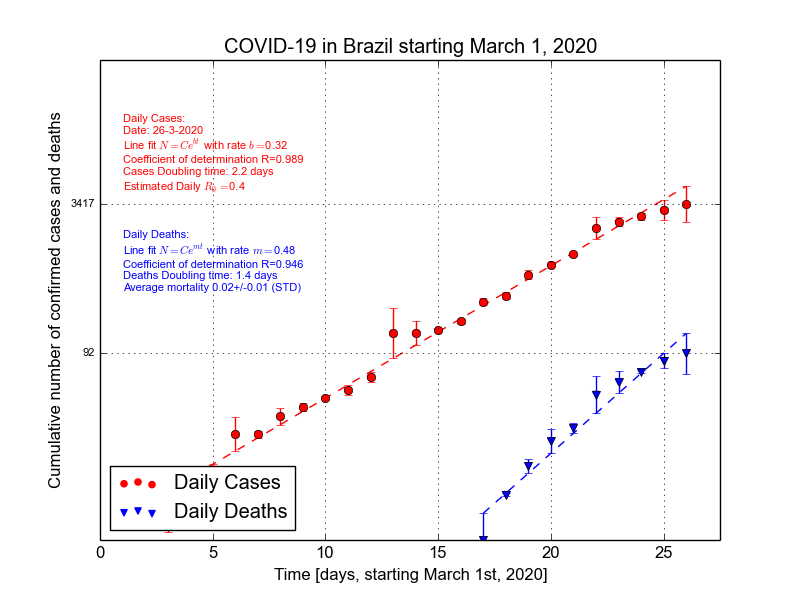 COVID-19 in Brazil starting March 1, 2020
Cumulative number of confirmed cases and deaths
Daily Cases:
Date: 26-3-2020
Line fit N = Ce^{bt} with rate b = 0.32
Coefficient of determination R=0.989
Cases Doubling time: 2.2 days
Estimated Daily R_0 = 0.4
3417
Daily Deaths:
Line fit N = Ce^{mt} with rate m = 0.48
Coefficient of determination R=0.946
Deaths Doubling time: 1.4 days
Average mortality 0.02+/-0.01 (STD)
92
Daily Cases
Daily Deaths
0 5 10 15 20 25
Time [days, starting March 1st, 2020]